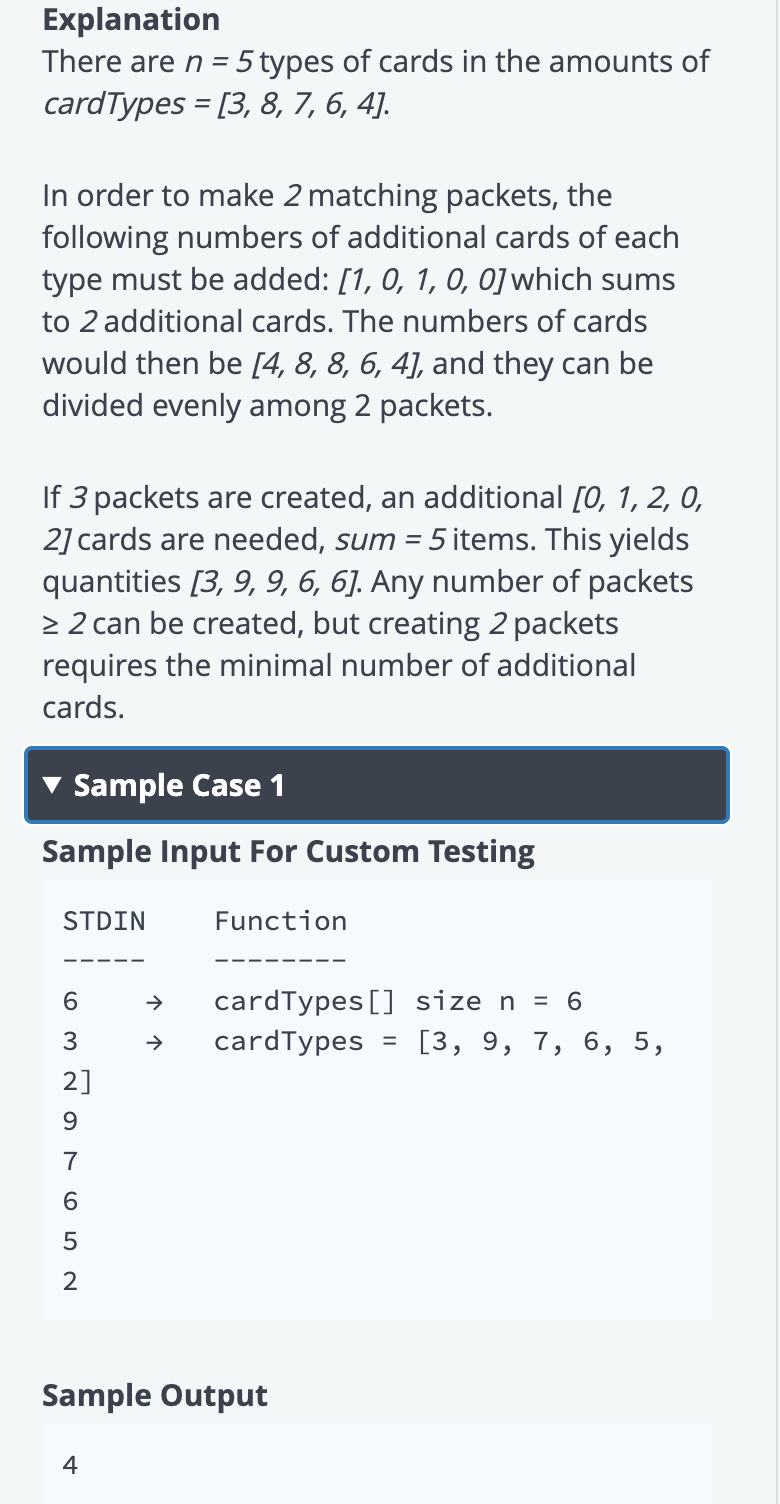 Explanation
There are n = 5 types of cards in the amounts of
cardTypes = [3, 8, 7, 6, 4].
In order to make 2 matching packets, the
following numbers of additional cards of each
type must be added: [1, 0, 1, 0, 0] which sums
to 2 additional cards. The numbers of cards
would then be [4, 8, 8, 6, 4], and they can be
divided evenly among 2 packets.
If 3 packets are created, an additional [0, 1, 2, 0,
2] cards are needed, sum = 5 items. This yields
quantities [3, 9, 9, 6, 6]. Any number of packets
≥ 2 can be created, but creating 2 packets
requires the minimal number of additional
cards.
▼ Sample Case 1
Sample Input For Custom Testing
STDIN    Function
-----    --------
6    →   cardTypes[] size n = 6
3    →   cardTypes = [3, 9, 7, 6, 5,
2]
9
7
6
5
2
Sample Output
4